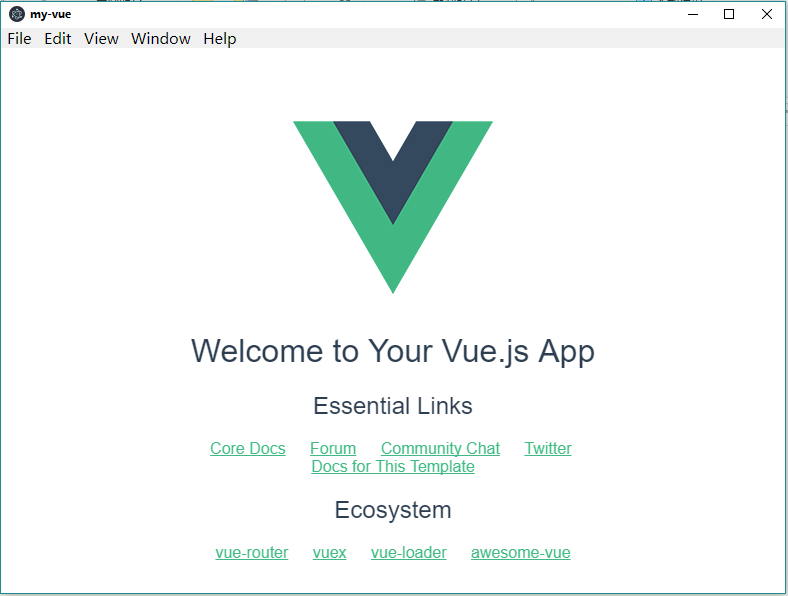 my-vue
File Edit View Window Help
Welcome to Your Vue.js App
Essential Links
Core Docs Forum Community Chat Twitter
Docs for This Template
Ecosystem
vue-router vuex vue-loader awesome-vue